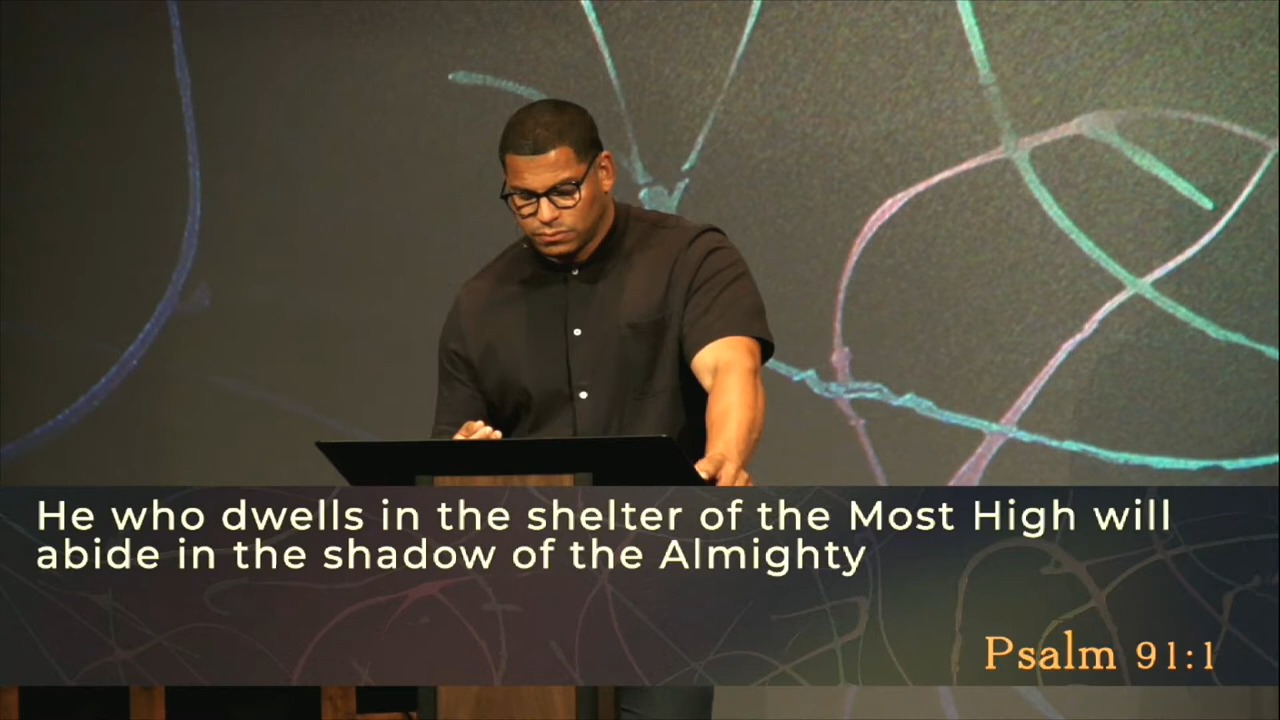 He who dwells in the shelter of the Most High will
abide in the shadow of the Almighty
Psalm 91:1